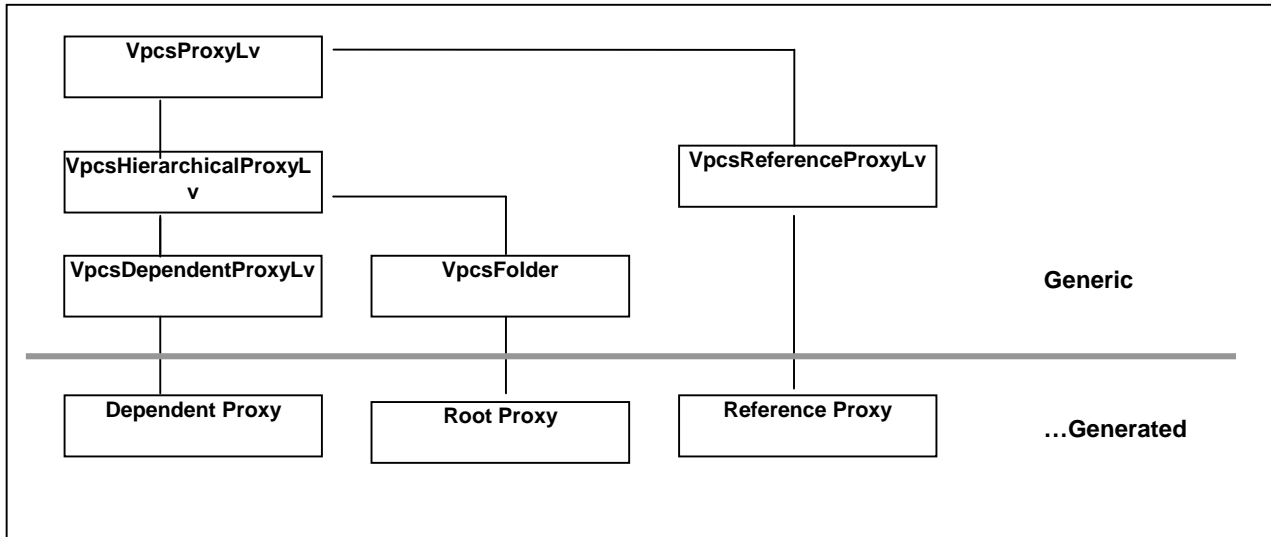 VpcsProxyLv
VpcsHierarchicalProxyL
v
VpcsReferenceProxyLv
VpcsDependentProxyLv
VpcsFolder
Generic
Dependent Proxy
Root Proxy
Reference Proxy
...Generated